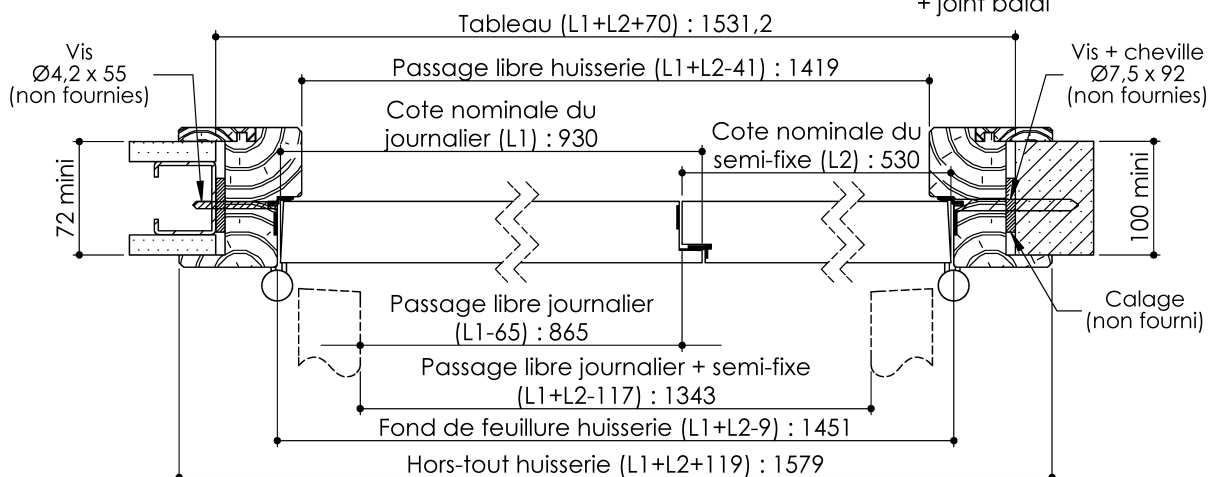 + joint balai
Tableau (L1+L2+70) : 1531,2
Vis
Ø4,2 x 55
(non fournies)
Passage libre huisserie (L1+L2-41) : 1419
Vis + cheville
Ø7,5 x 92
(non fournies)
Cote nominale du
journalier (L1) : 930
Cote nominale du
semi-fixe (L2) : 530
72 mini
100 mini
Passage libre journalier
(L1-65) : 865
Calage
(non fourni)
Passage libre journalier + semi-fixe
(L1+L2-117) : 1343
Fond de feuillure huisserie (L1+L2-9) : 1451
Hors-tout huisserie (L1+L2+119) : 1579